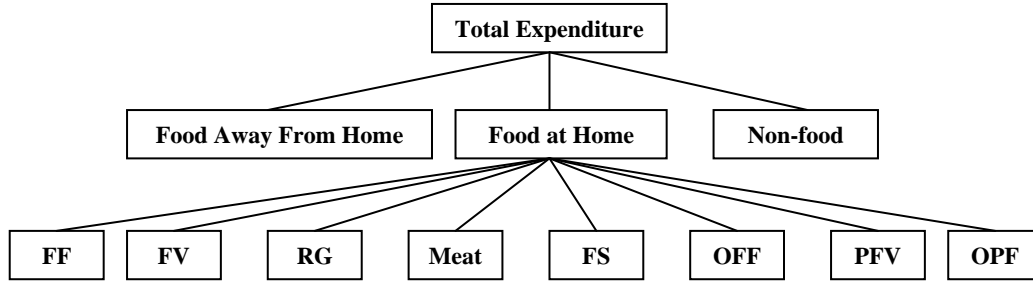 Total Expenditure
Food Away From Home
Food at Home
Non-food
FF
FV
RG
Meat
FS
OFF
PFV
OPF